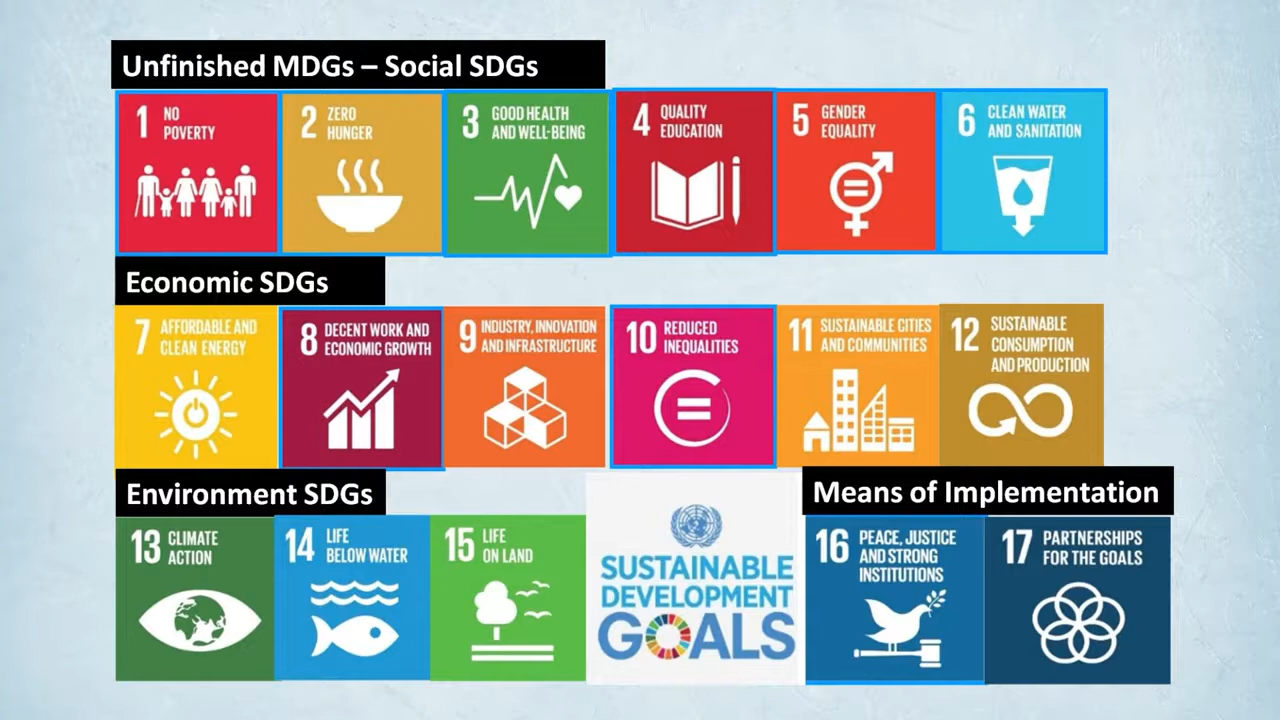 Unfinished MDGs – Social SDGs
1 NO
POVERTY
2 ZERO
HUNGER
3 GOOD HEALTH
AND WELL-BEING
4 QUALITY
EDUCATION
5 GENDER
EQUALITY
6 CLEAN WATER
AND SANITATION
Economic SDGs
7 AFFORDABLE AND
CLEAN ENERGY
8 DECENT WORK AND
ECONOMIC GROWTH
9 INDUSTRY, INNOVATION
AND INFRASTRUCTURE
10 REDUCED
INEQUALITIES
11 SUSTAINABLE CITIES
AND COMMUNITIES
12 SUSTAINABLE
CONSUMPTION
AND PRODUCTION
Environment SDGs
13 CLIMATE
ACTION
14 LIFE
BELOW WATER
15 LIFE
ON LAND
SUSTAINABLE
DEVELOPMENT
GOALS
Means of Implementation
16 PEACE, JUSTICE
AND STRONG
INSTITUTIONS
17 PARTNERSHIPS
FOR THE GOALS